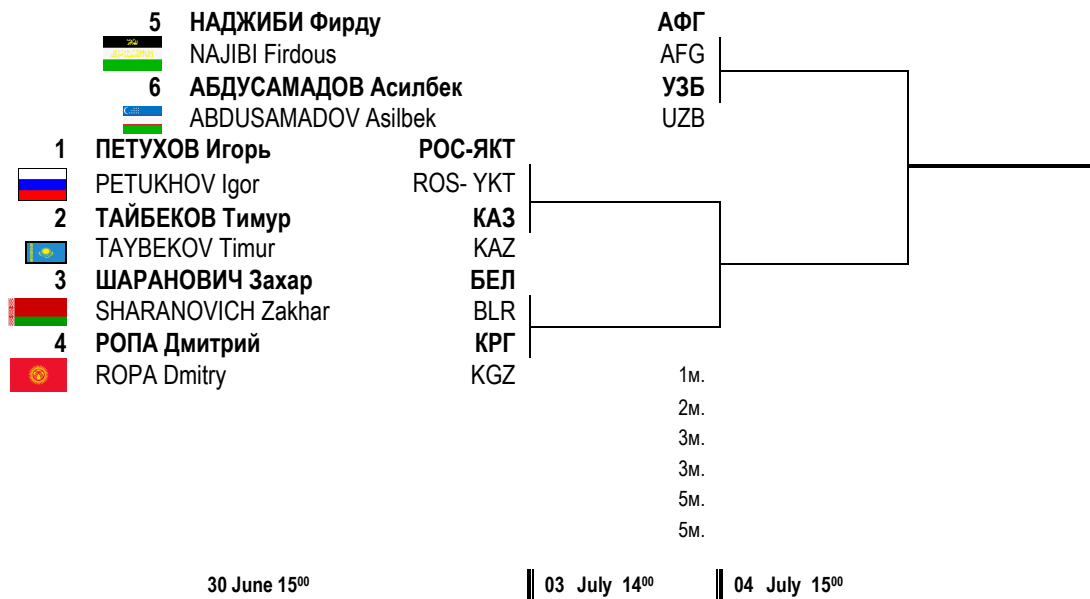 5 НАДЖИБИ Фирду АФГ
NAJIBI Firdous AFG
6 АБДУСАМАДОВ Асилбек УЗБ
ABDUSAMADOV Asilbek UZB
1 ПЕТУХОВ Игорь РОС-ЯКТ
PETUKHOV Igor ROS- YKT
2 ТАЙБЕКОВ Тимур КАЗ
TAYBEKOV Timur KAZ
3 ШАРАНОВИЧ Захар БЕЛ
SHARANOVICH Zakhar BLR
4 РОПА Дмитрий КРГ
ROPA Dmitry KGZ
1м.
2м.
3м.
3м.
5м.
5м.
30 June 15⁰⁰ 03 July 14⁰⁰ 04 July 15⁰⁰